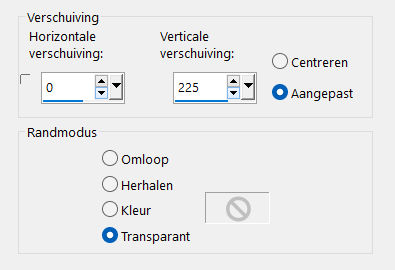 Verschuiving
Horizontale verschuiving:
Verticale verschuiving:
0
225
Centreren
Aangepast
Randmodus
Omloop
Herhalen
Kleur
Transparant